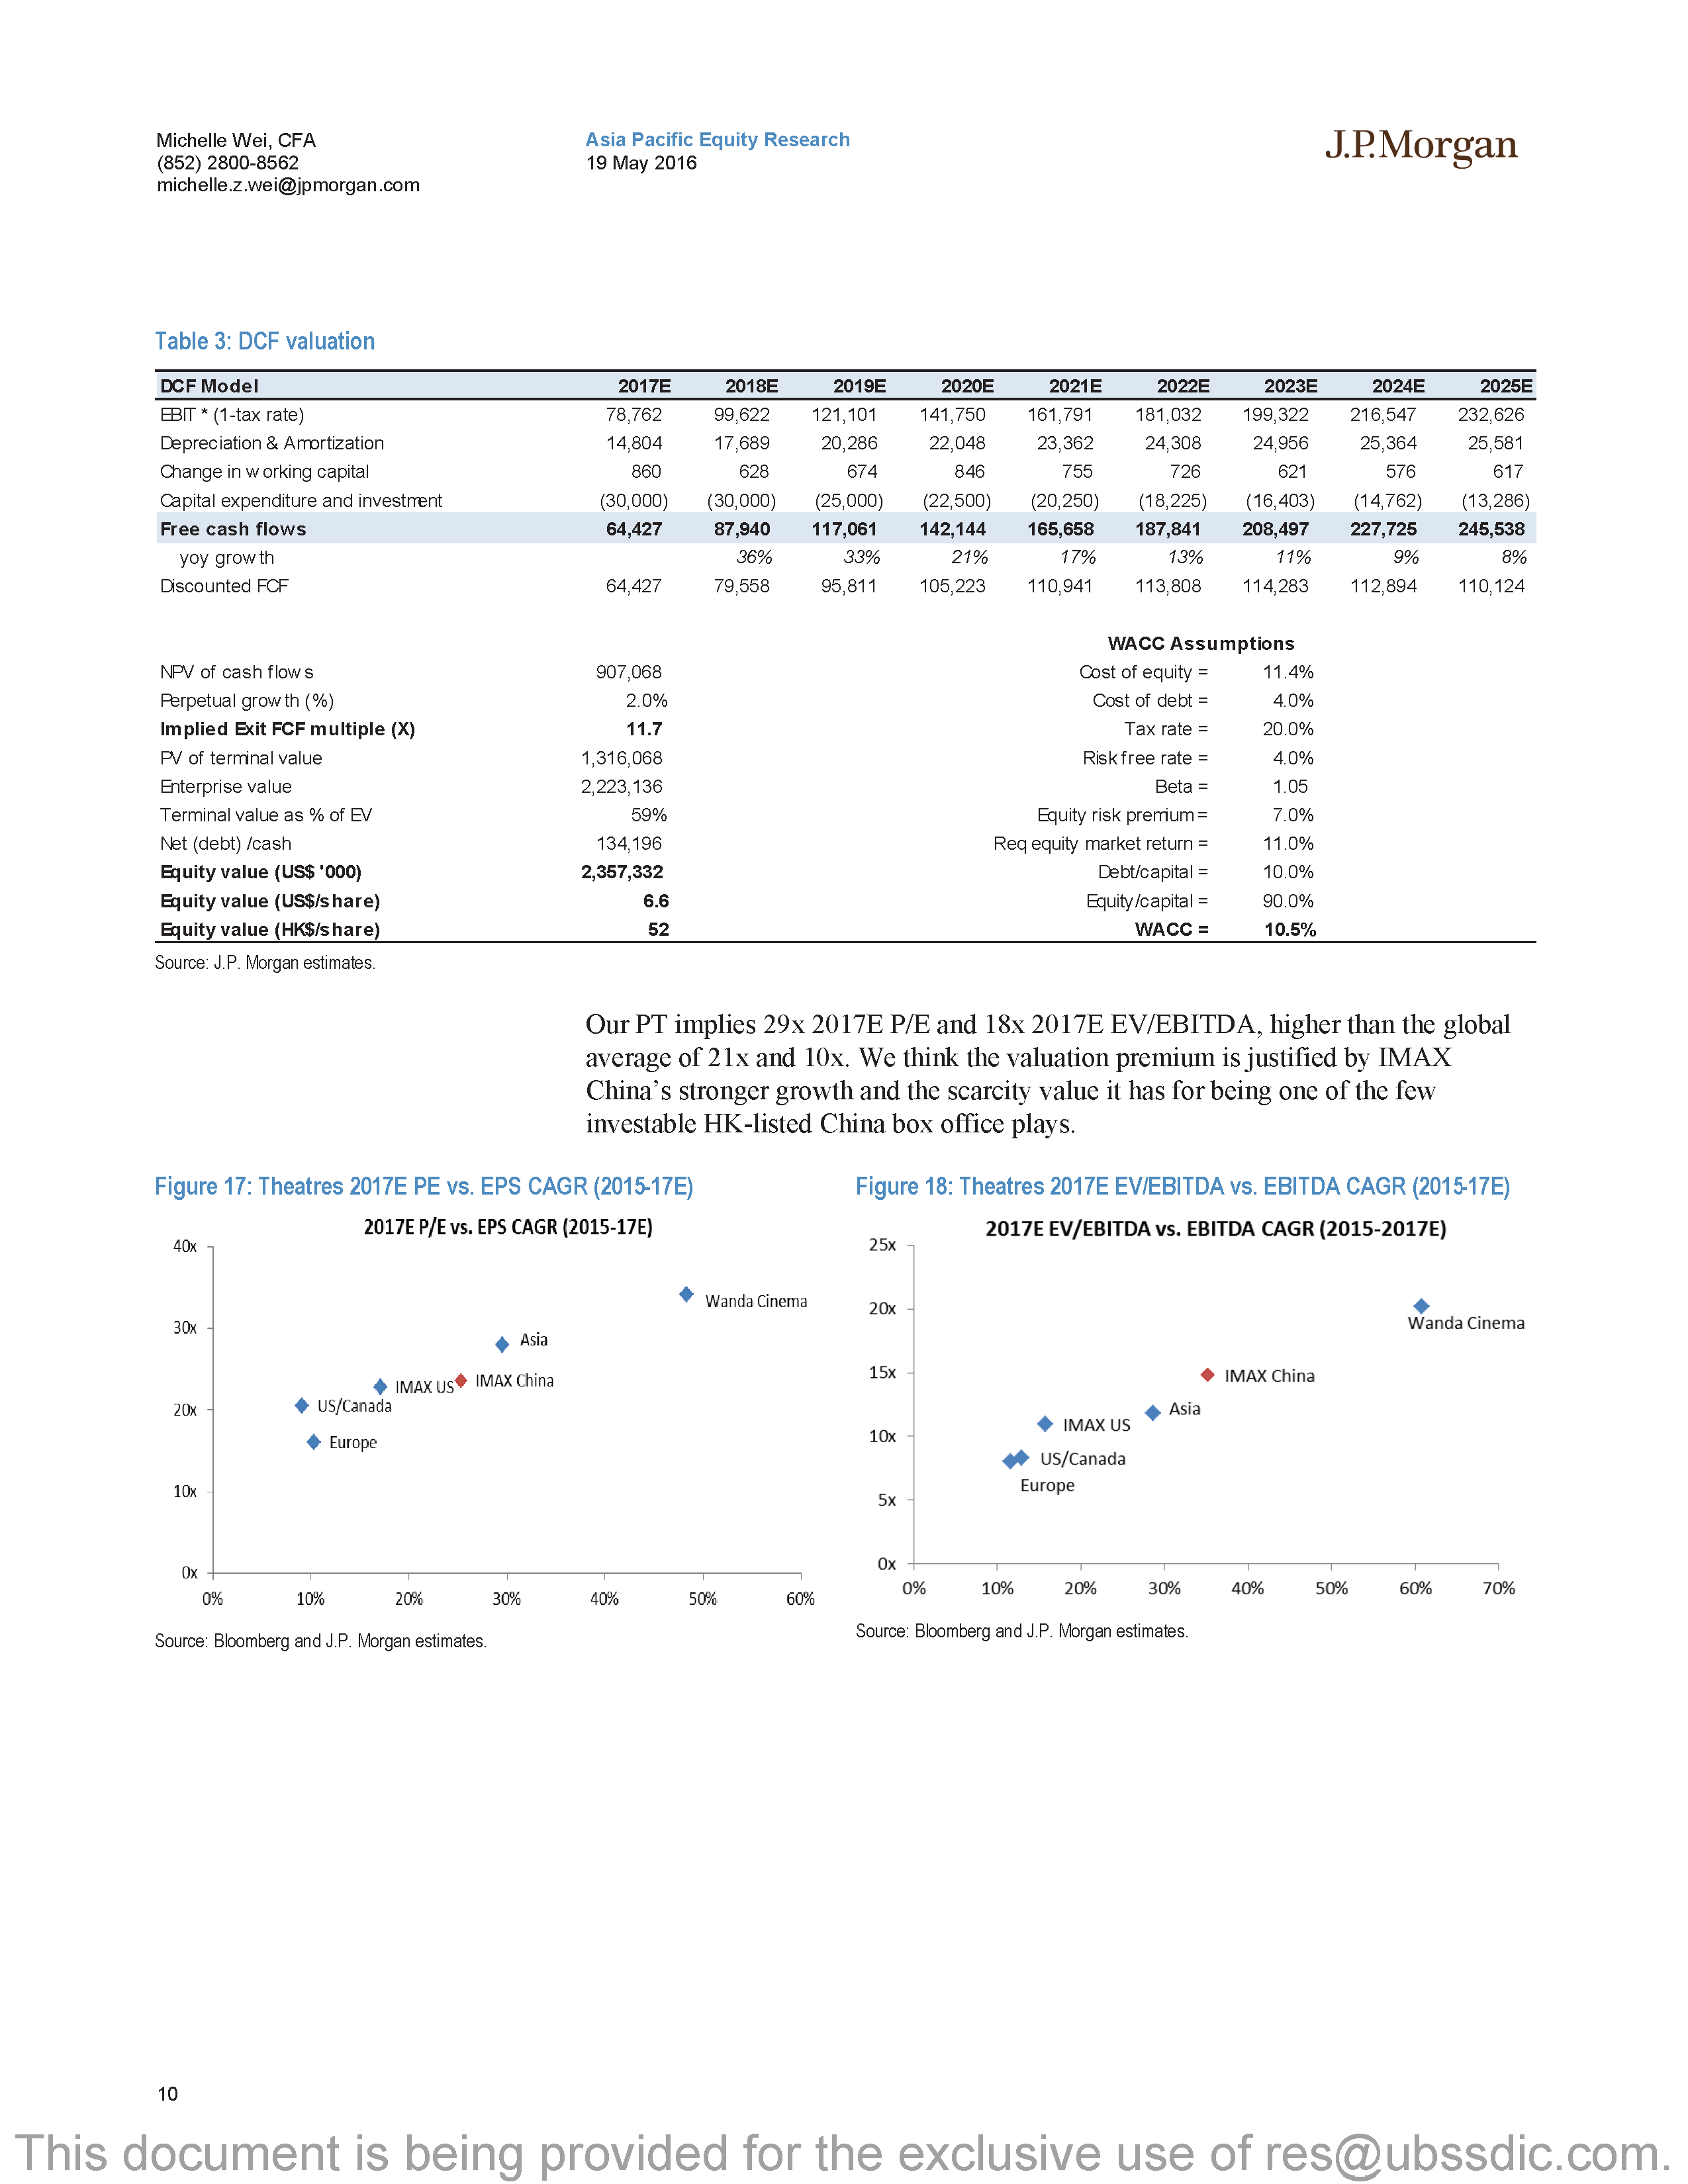 Michelle Wei, CFA
(852) 2800-8562
michelle.z.wei@jpmorgan.com
Asia Pacific Equity Research
19 May 2016
J.P.Morgan
Table 3: DCF valuation
DCF Model 2017E 2018E 2019E 2020E 2021E 2022E 2023E 2024E 2025E
EBIT * (1-tax rate) 78,762 99,622 121,101 141,750 161,791 181,032 199,322 216,547 232,626
Depreciation & Amortization 14,804 17,689 20,286 22,048 23,362 24,308 24,956 25,364 25,581
Change in working capital 860 628 674 846 755 726 621 576 617
Capital expenditure and investment (30,000) (30,000) (25,000) (22,500) (20,250) (18,225) (16,403) (14,762) (13,286)
Free cash flows 64,427 87,940 117,061 142,144 165,658 187,841 208,497 227,725 245,538
yoy growth 36% 33% 21% 17% 13% 11% 9% 8%
Discounted FCF 64,427 79,558 95,811 105,223 110,941 113,808 114,283 112,894 110,124
WACC Assumptions
NPV of cash flows 907,068 Cost of equity = 11.4%
Perpetual growth (%) 2.0% Cost of debt = 4.0%
Implied Exit FCF multiple (X) 11.7 Tax rate = 20.0%
PV of terminal value 1,316,068 Risk free rate = 4.0%
Enterprise value 2,223,136 Beta = 1.05
Terminal value as % of EV 59% Equity risk premium = 7.0%
Net (debt) /cash 134,196 Req equity market return = 11.0%
Equity value (US$ '000) 2,357,332 Debt/capital = 10.0%
Equity value (US$/share) 6.6 Equity/capital = 90.0%
Equity value (HK$/share) 52 WACC = 10.5%
Source: J.P. Morgan estimates.
Our PT implies 29x 2017E P/E and 18x 2017E EV/EBITDA, higher than the global
average of 21x and 10x. We think the valuation premium is justified by IMAX
China's stronger growth and the scarcity value it has for being one of the few
investable HK-listed China box office plays.
Figure 17: Theatres 2017E PE vs. EPS CAGR (2015-17E)
2017E P/E vs. EPS CAGR (2015-17E)
40x
30x
20x
10x
0x
Wanda Cinema
Asia
IMAX China
IMAX US
US/Canada
Europe
0% 10% 20% 30% 40% 50% 60%
Source: Bloomberg and J.P. Morgan estimates.
Figure 18: Theatres 2017E EV/EBITDA vs. EBITDA CAGR (2015-17E)
2017E EV/EBITDA vs. EBITDA CAGR (2015-2017E)
25x
20x
15x
10x
5x
0x
Wanda Cinema
IMAX China
Asia
IMAX US
US/Canada
Europe
0% 10% 20% 30% 40% 50% 60% 70%
Source: Bloomberg and J.P. Morgan estimates.
10
This document is being provided for the exclusive use of res@ubssdic.com.